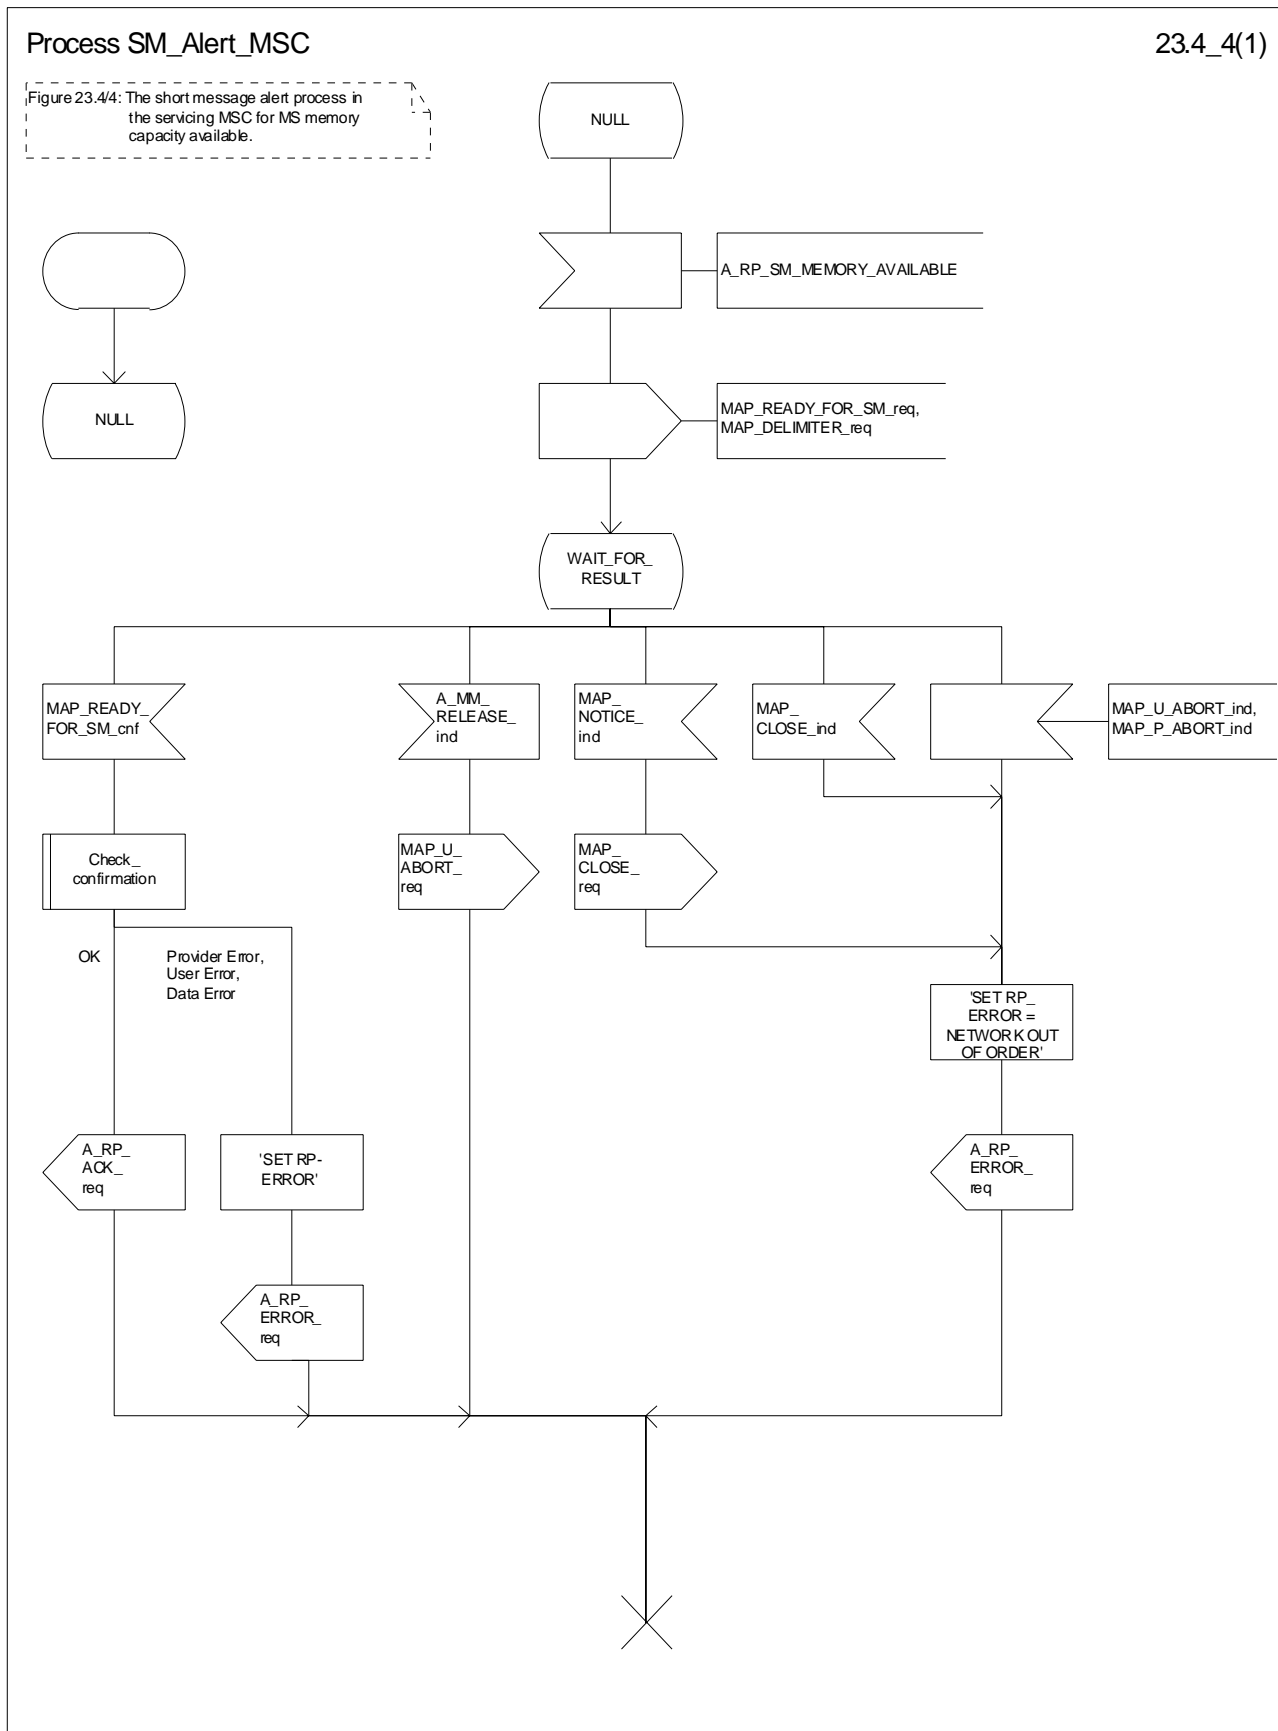 Process SM_Alert_MSC
23.4_4(1)
Figure 23.4/4: The short message alert process in
the servicing MSC for MS memory
capacity available.
NULL
A_RP_SM_MEMORY_AVAILABLE
NULL
MAP_READY_FOR_SM_req,
MAP_DELIMITER_req
WAIT_FOR_
RESULT
MAP_READY_
FOR_SM_cnf
A_MM_
RELEASE_
ind
MAP_
NOTICE_
ind
MAP_
CLOSE_ind
MAP_U_ABORT_ind,
MAP_P_ABORT_ind
Check_
confirmation
MAP_U_
ABORT_
req
MAP_
CLOSE_
req
OK
Provider Error,
User Error,
Data Error
'SET RP_
ERROR =
NETWORK OUT
OF ORDER'
A_RP_
ACK_
req
'SET RP-
ERROR'
A_RP_
ERROR_
req
A_RP_
ERROR_
req